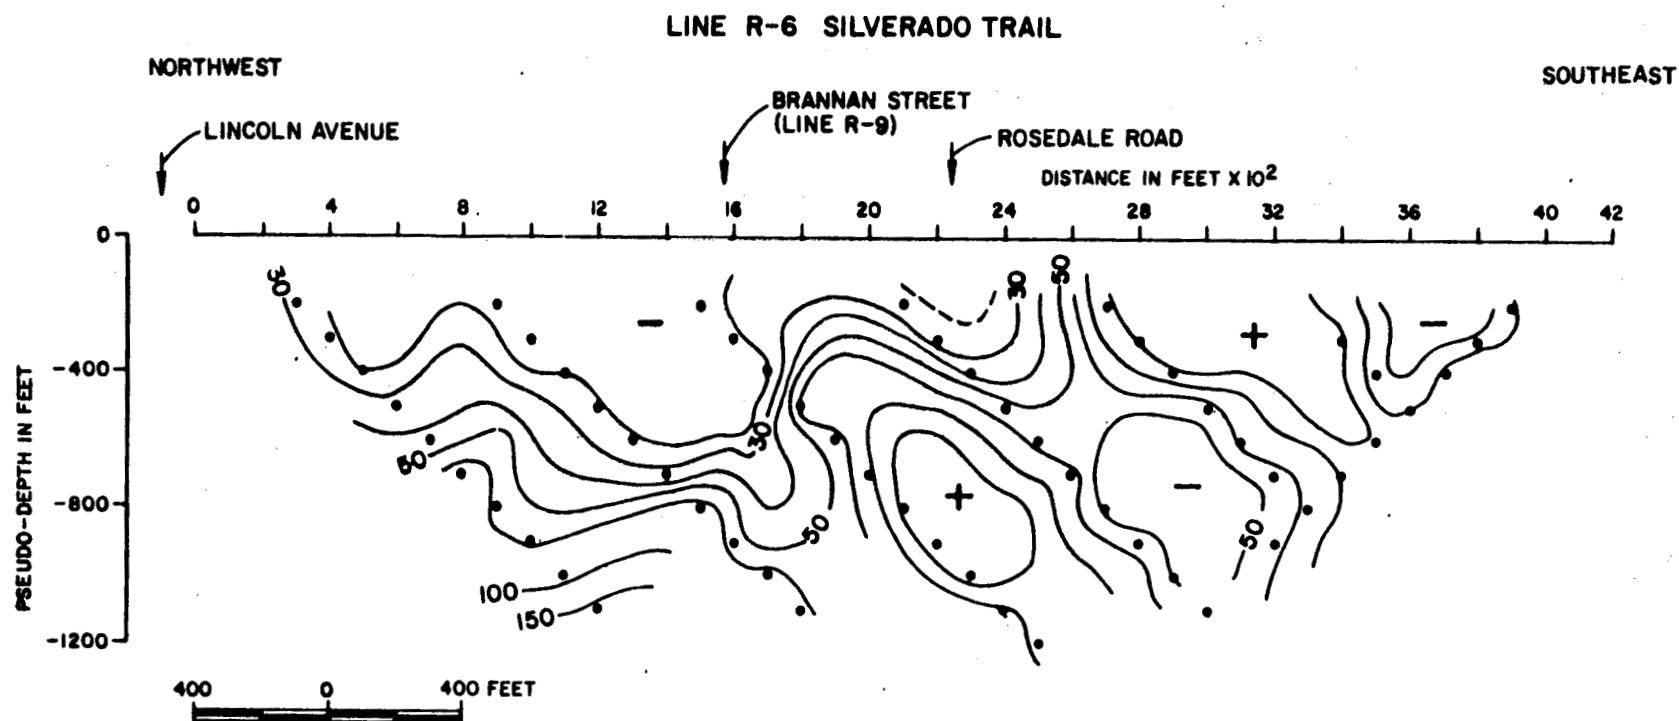 LINE R-6 SILVERADO TRAIL
NORTHWEST
SOUTHEAST
BRANNAN STREET
(LINE R-9)
LINCOLN AVENUE
ROSEDALE ROAD
DISTANCE IN FEET X 10²
0 4 8 12 16 20 24 28 32 36 40 42
0
-400
-800
-1200
PSEUDO-DEPTH IN FEET
30
30
50
-
+
-
30
50
+
-
50
50
100
150
400 0 400 FEET